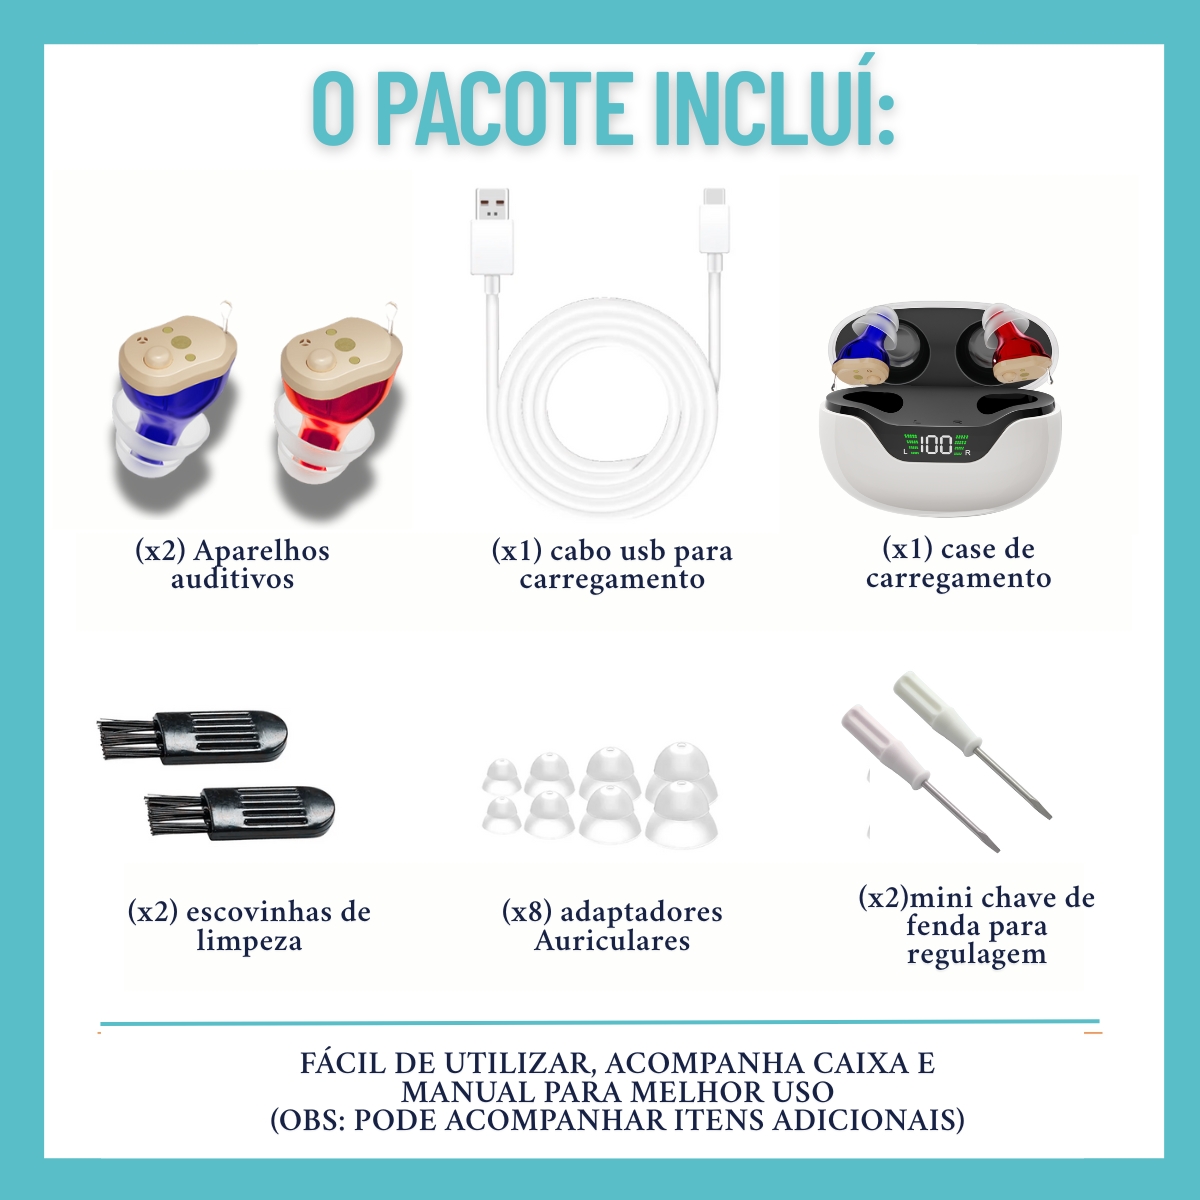 O PACOTE INCLUÍ:
(x2) Aparelhos
auditivos
(x1) cabo usb para
carregamento
(x1) case de
carregamento
L 100 R
(x2) escovinhas de
limpeza
(x8) adaptadores
Auriculares
(x2)mini chave de
fenda para
regulagem
FÁCIL DE UTILIZAR, ACOMPANHA CAIXA E
MANUAL PARA MELHOR USO
(OBS: PODE ACOMPANHAR ITENS ADICIONAIS)